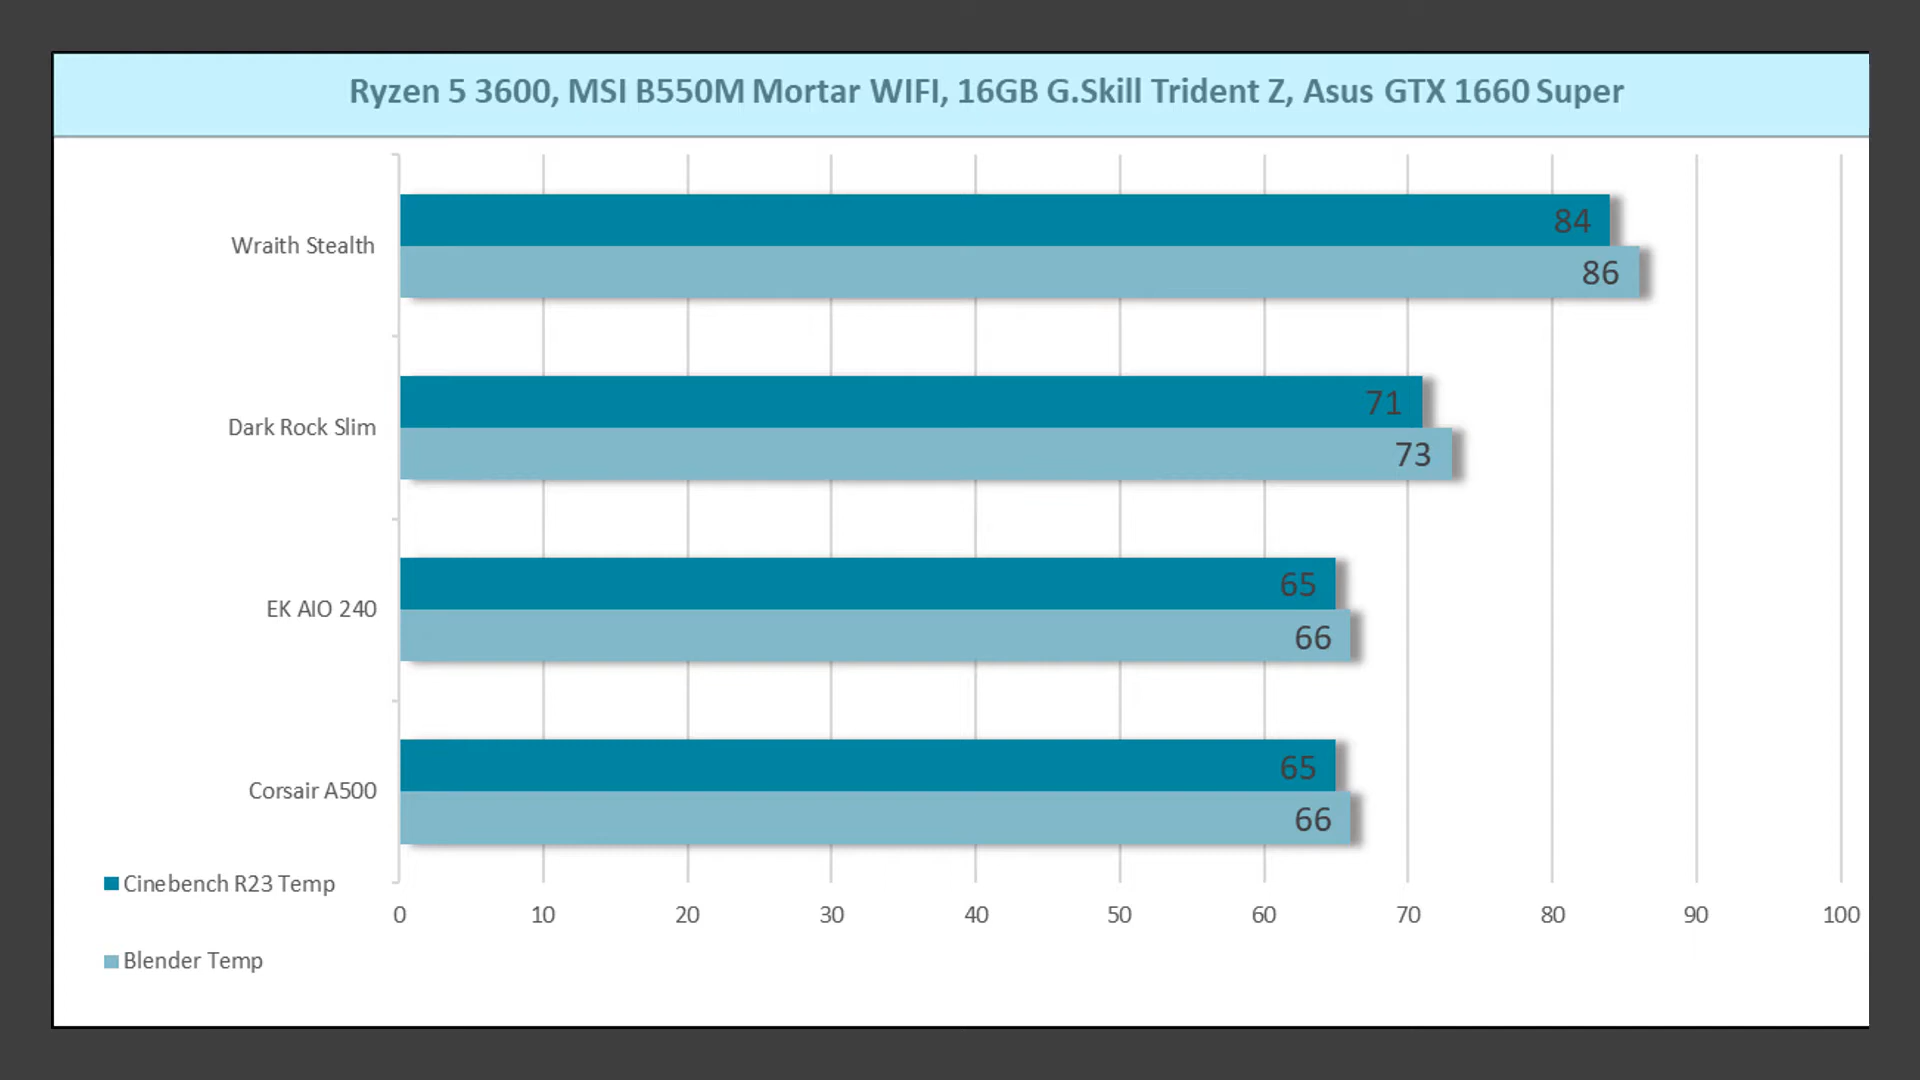 Ryzen 5 3600, MSI B550M Mortar WIFI, 16GB G.Skill Trident Z, Asus GTX 1660 Super
Wraith Stealth
84
86
Dark Rock Slim
71
73
EK AIO 240
65
66
Corsair A500
65
66
Cinebench R23 Temp
Blender Temp
0 10 20 30 40 50 60 70 80 90 100